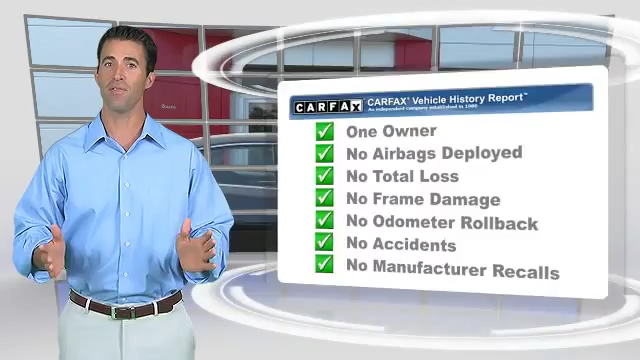 CARFAX CARFAX® Vehicle History Report™
An independent company established in 1986
One Owner
No Airbags Deployed
No Total Loss
No Frame Damage
No Odometer Rollback
No Accidents
No Manufacturer Recalls